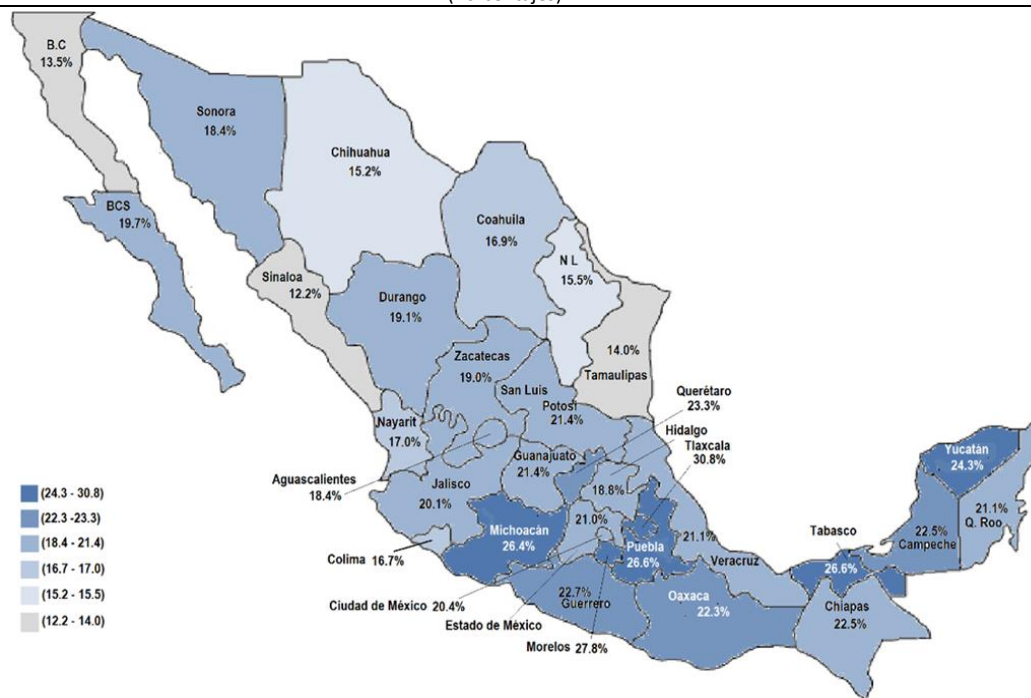 B.C
13.5%
Sonora
18.4%
Chihuahua
15.2%
BCS
19.7%
Coahuila
16.9%
N L
15.5%
Sinaloa
12.2%
Durango
19.1%
14.0%
Tamaulipas
Zacatecas
19.0%
San Luis
Potosí
21.4%
Querétaro
23.3%
Hidalgo
Tlaxcala
30.8%
Nayarit
17.0%
Guanajuato
21.4%
18.8%
Aguascalientes
18.4%
Jalisco
20.1%
Yucatán
24.3%
21.1%
Q. Roo
22.5%
Campeche
Tabasco
26.6%
Michoacán
26.4%
21.0%
Puebla
26.6%
21.1%
Veracruz
Colima 16.7%
22.7%
Guerrero
Oaxaca
22.3%
Chiapas
22.5%
Ciudad de México 20.4%
Estado de México
Morelos 27.8%
(24.3 - 30.8)
(22.3 -23.3)
(18.4 - 21.4)
(16.7 - 17.0)
(15.2 - 15.5)
(12.2 - 14.0)